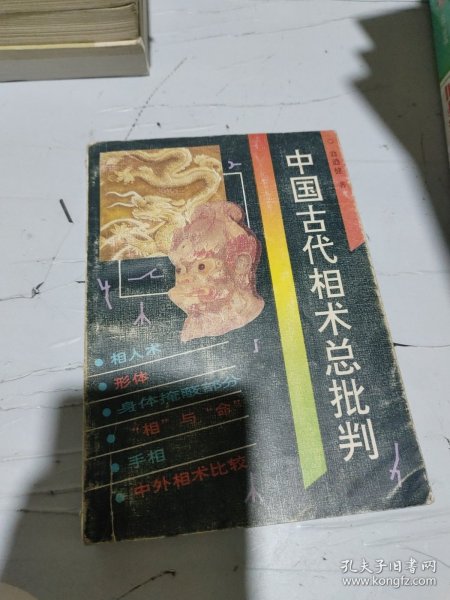 中国古代相术总批判
相人术
形体
身体掩蔽部分
“相”与“命”
手相
中外相术比较
孔夫子旧书网
www.kongfz.com